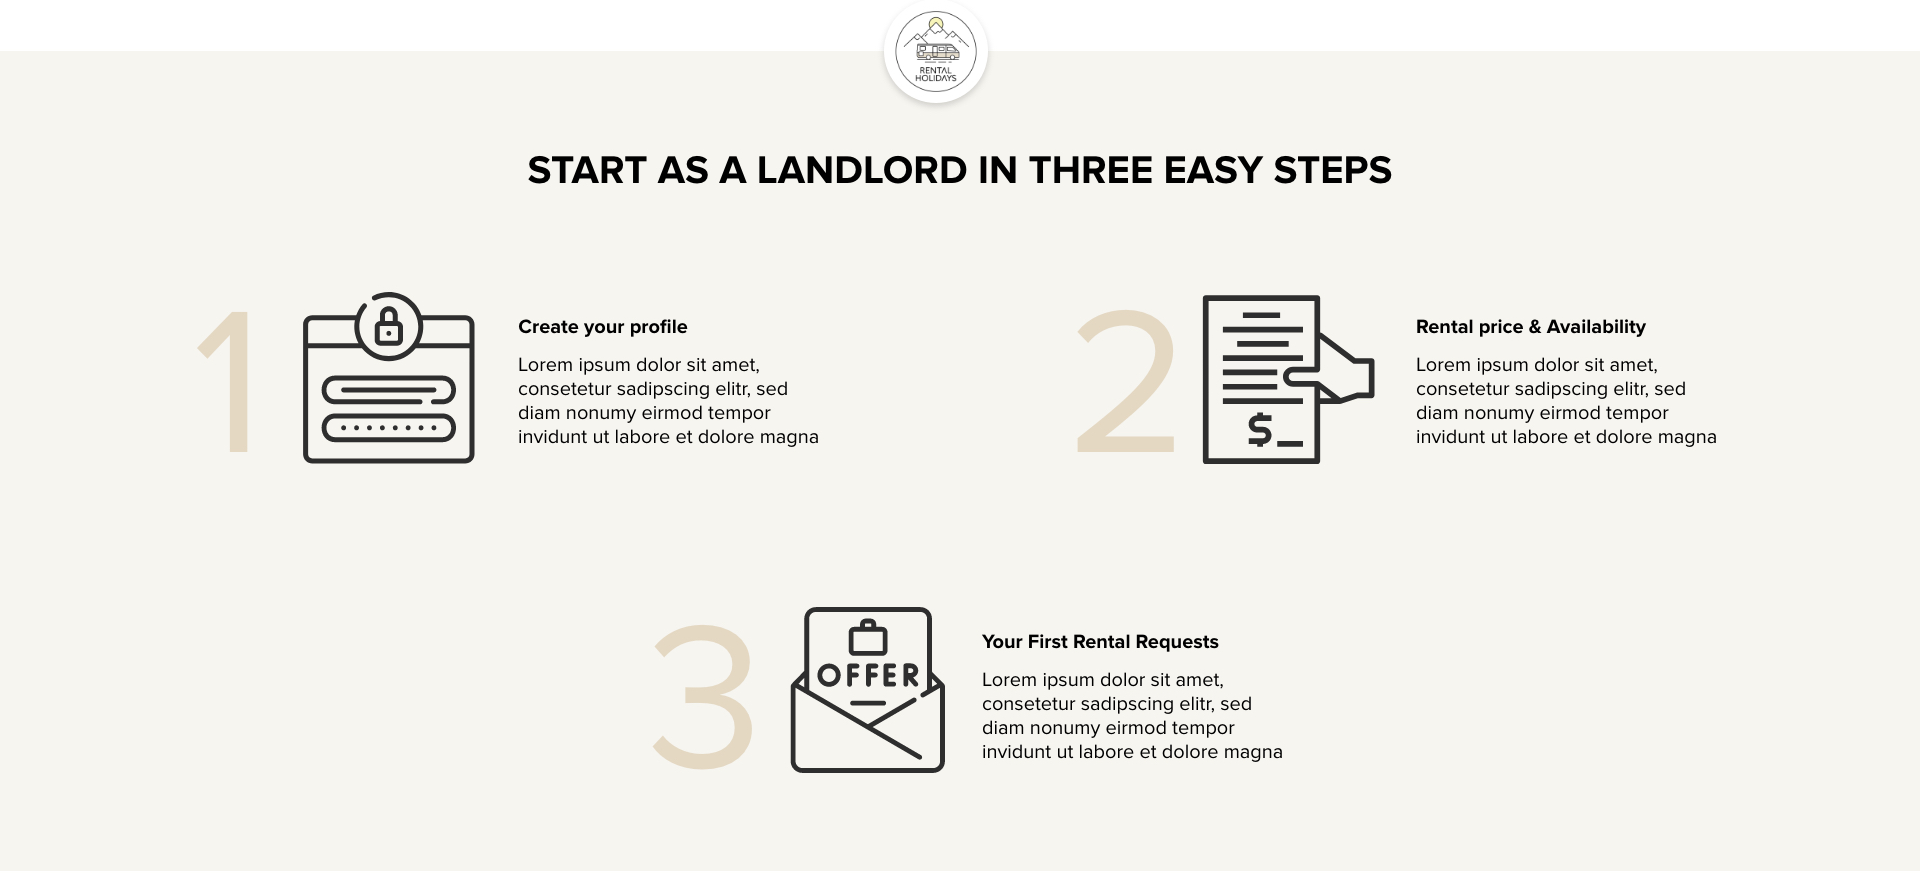 RENTAL
HOLIDAYS
START AS A LANDLORD IN THREE EASY STEPS
1
Create your profile
Lorem ipsum dolor sit amet,
consetetur sadipscing elitr, sed
diam nonumy eirmod tempor
invidunt ut labore et dolore magna
2
$
Rental price & Availability
Lorem ipsum dolor sit amet,
consetetur sadipscing elitr, sed
diam nonumy eirmod tempor
invidunt ut labore et dolore magna
3
OFFER
Your First Rental Requests
Lorem ipsum dolor sit amet,
consetetur sadipscing elitr, sed
diam nonumy eirmod tempor
invidunt ut labore et dolore magna